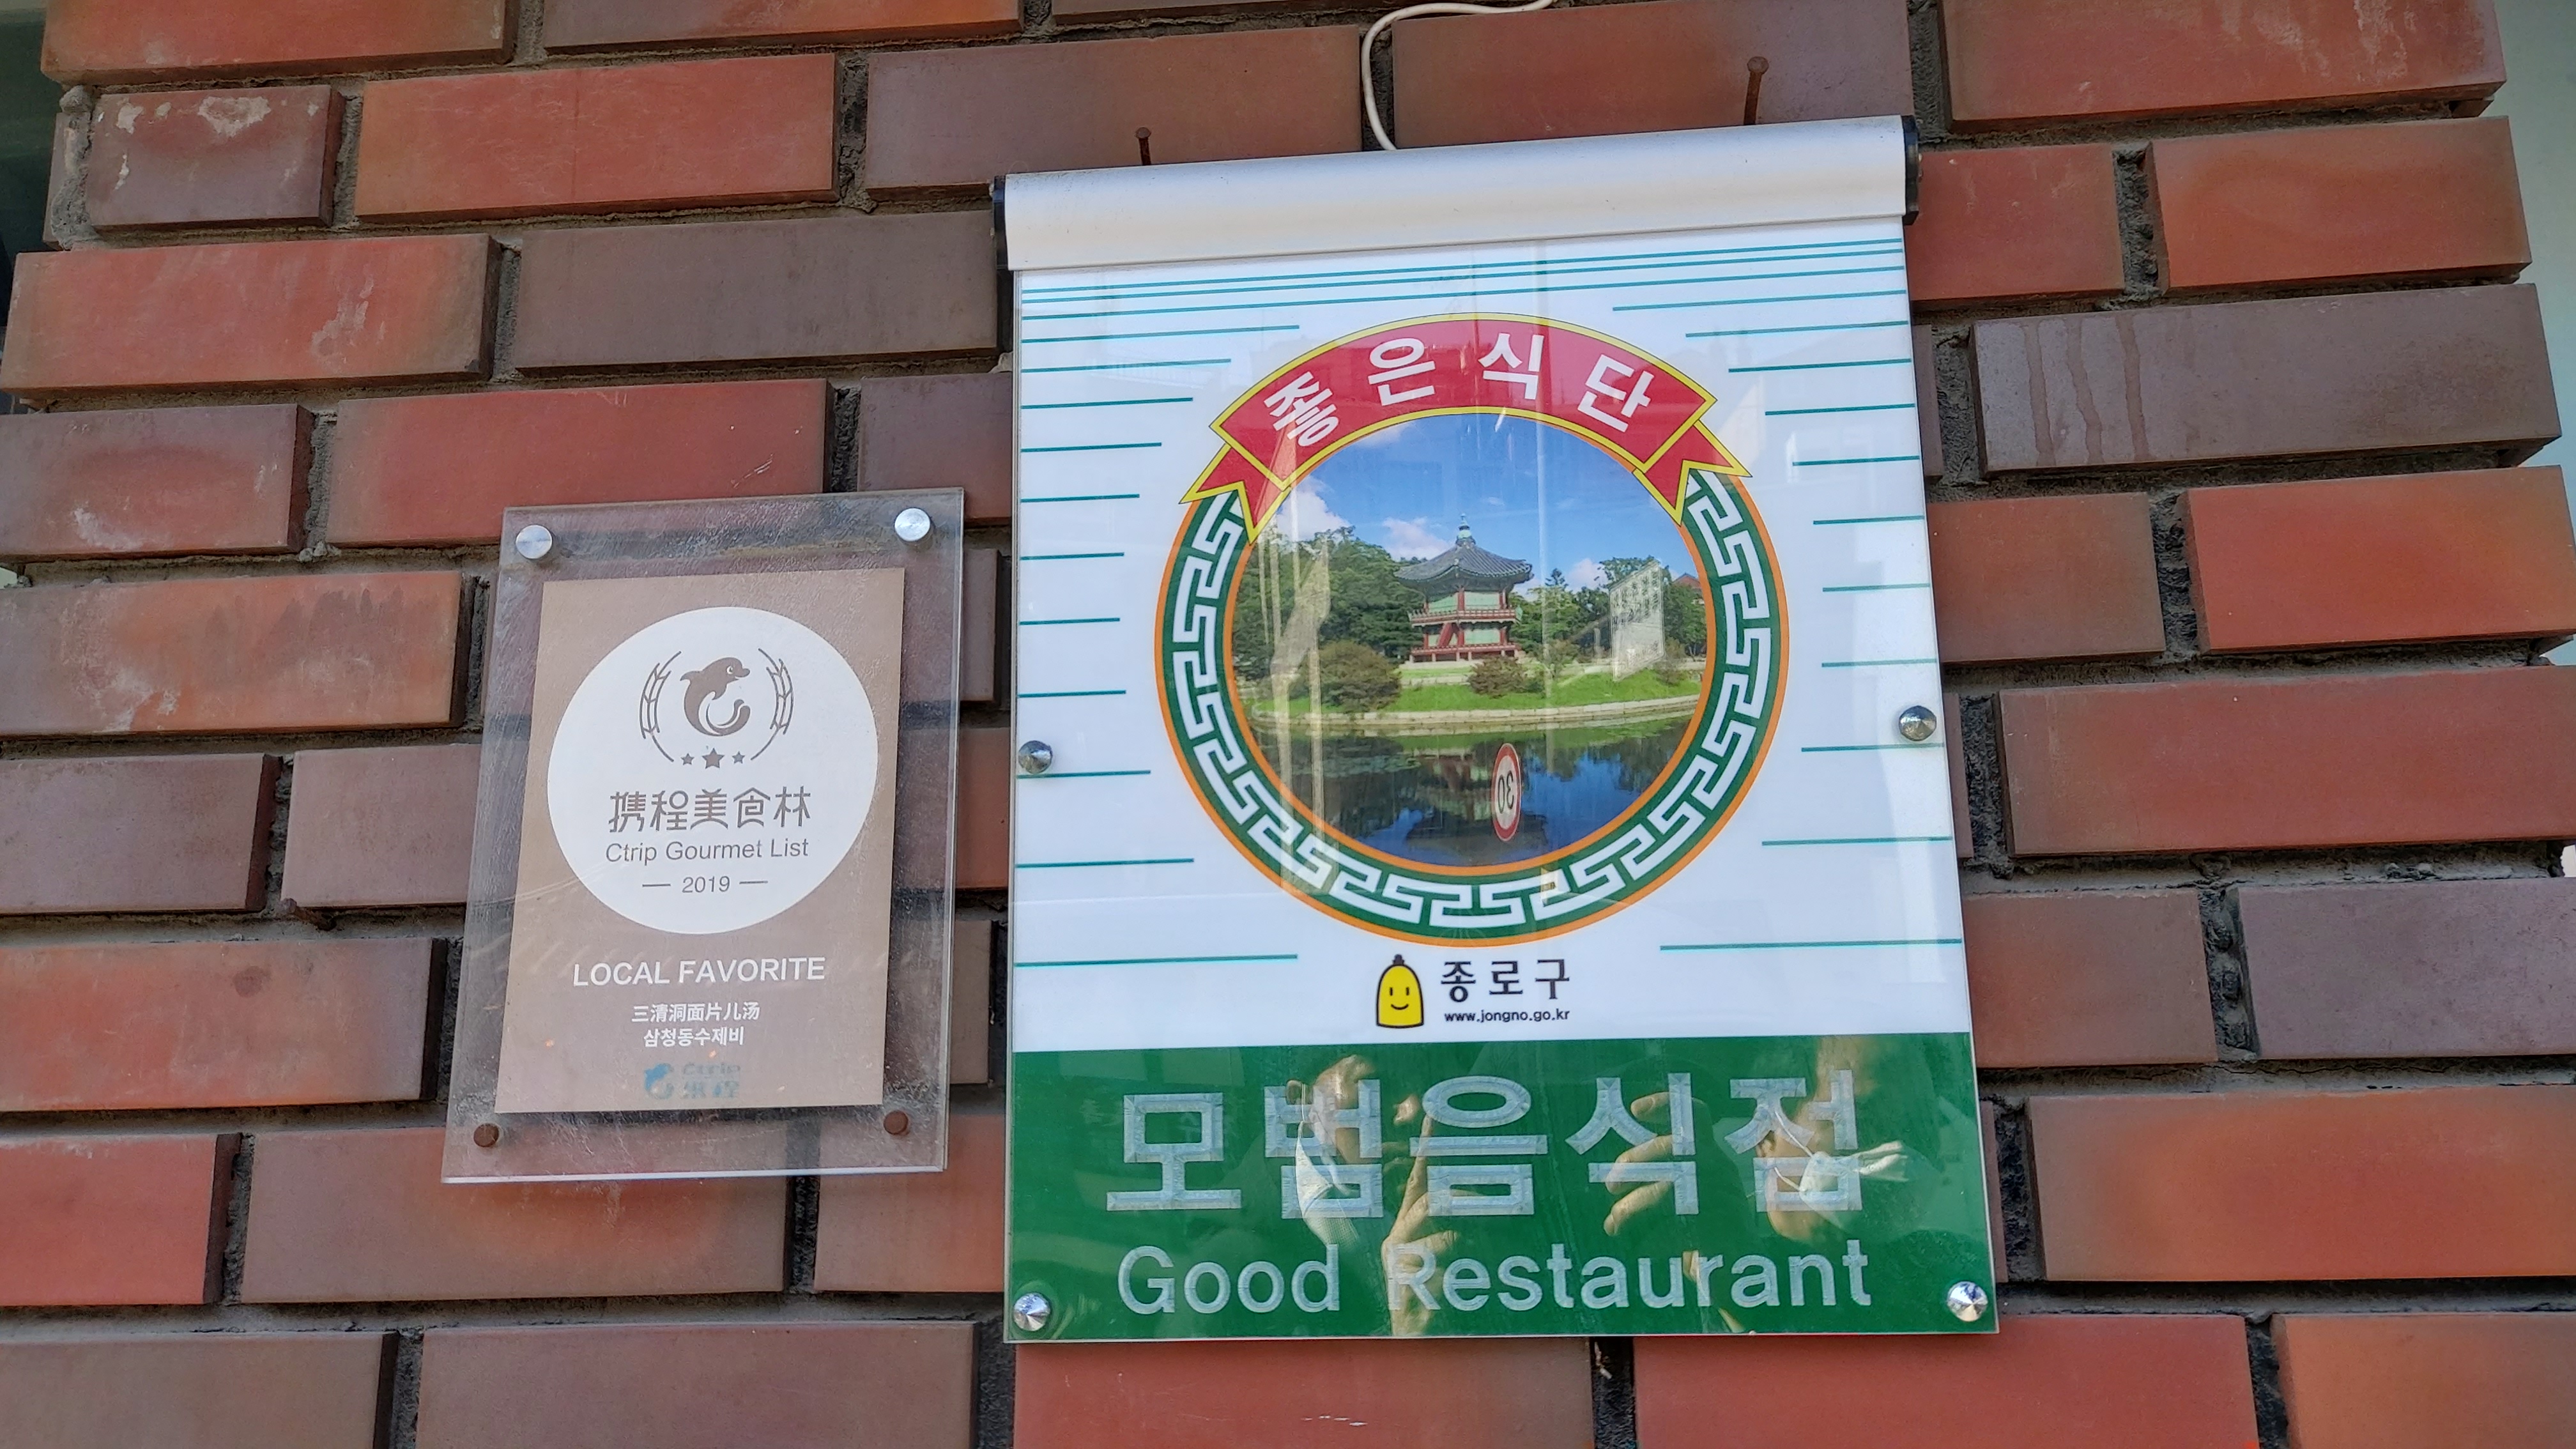 携程美食林
Ctrip Gourmet List
2019
LOCAL FAVORITE
三清洞面片儿汤
삼청동수제비
Ctrip
携程
좋은식단
30
종로구
www.jongno.go.kr
모범음식점
Good Restaurant